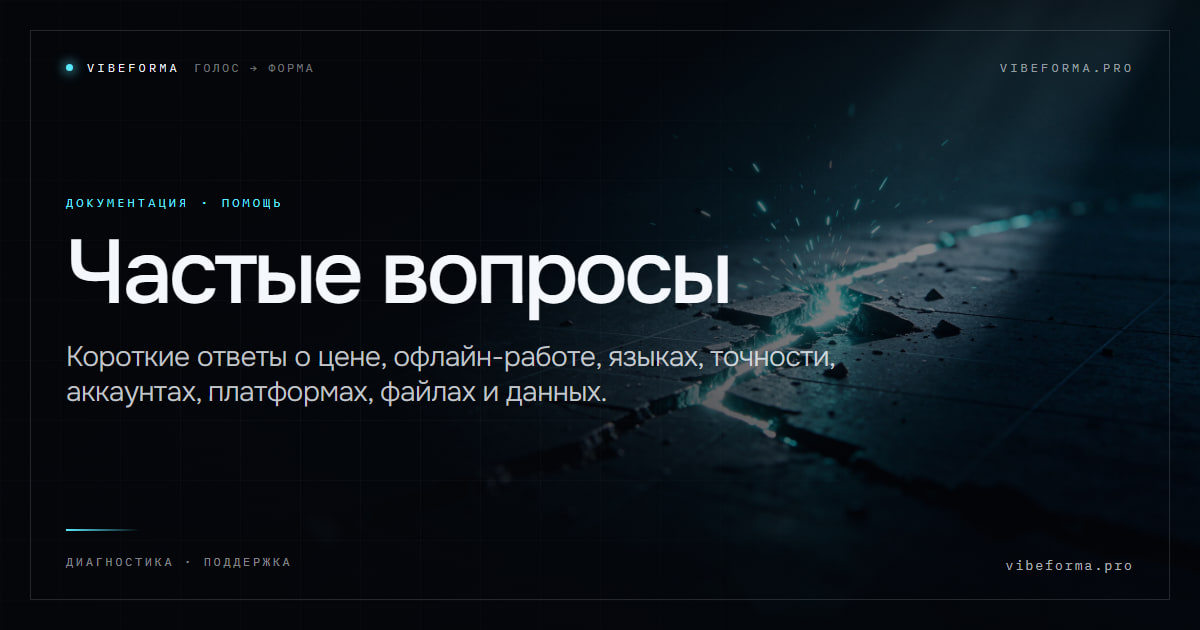 VIBEFORMA ГОЛОС → ФОРМА
VIBEFORMA.PRO
ДОКУМЕНТАЦИЯ · ПОМОЩЬ
Частые вопросы
Короткие ответы о цене, офлайн-работе, языках, точности,
аккаунтах, платформах, файлах и данных.
ДИАГНОСТИКА · ПОДДЕРЖКА
vibeforma.pro